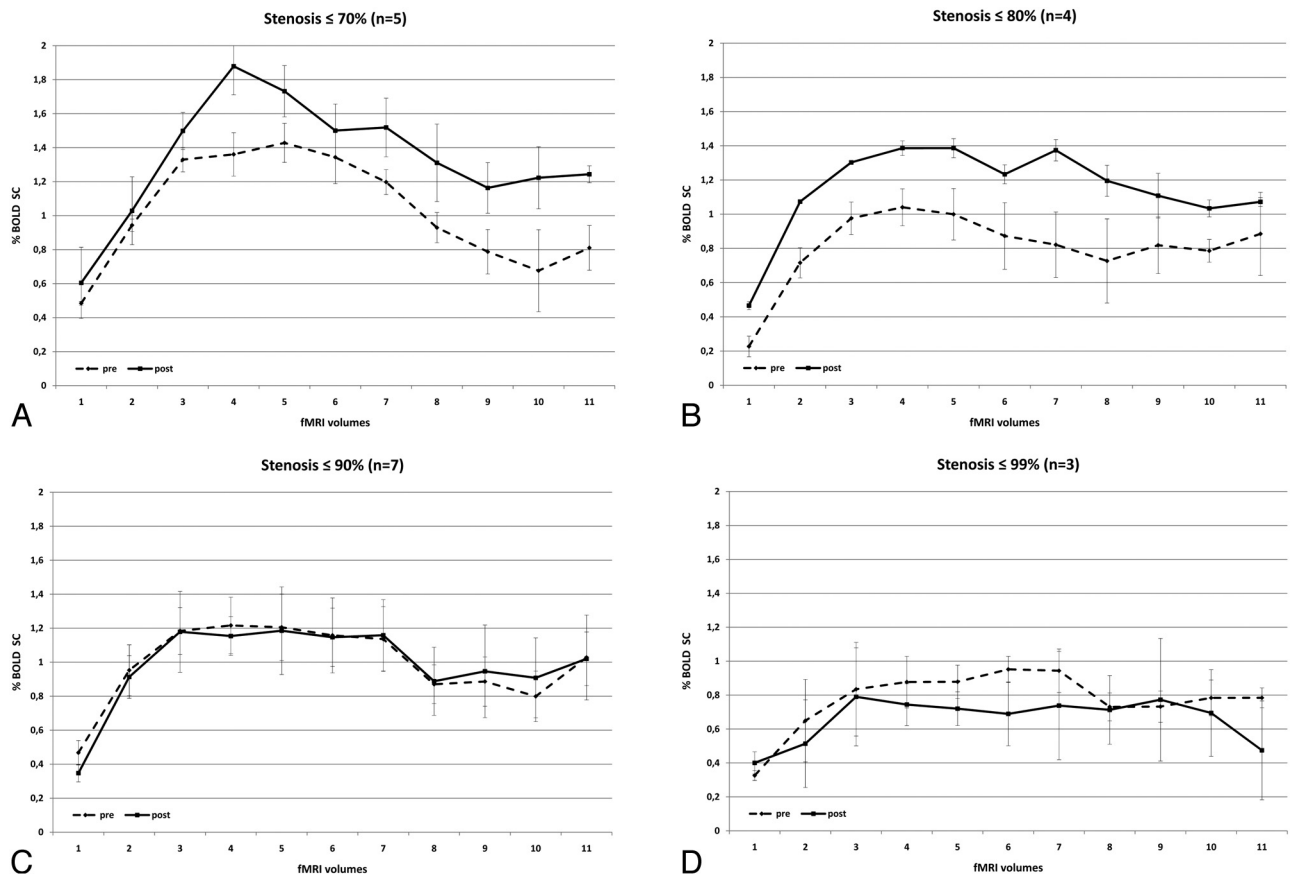 Stenosis ≤ 70% (n=5)
2
1,8
1,6
1,4
1,2
1
0,8
0,6
0,4
0,2
0
% BOLD SC
pre post
1 2 3 4 5 6 7 8 9 10 11
fMRI volumes
A
Stenosis ≤ 80% (n=4)
2
1,8
1,6
1,4
1,2
1
0,8
0,6
0,4
0,2
0
% BOLD SC
pre post
1 2 3 4 5 6 7 8 9 10 11
fMRI volumes
B
Stenosis ≤ 90% (n=7)
2
1,8
1,6
1,4
1,2
1
0,8
0,6
0,4
0,2
0
% BOLD SC
pre post
1 2 3 4 5 6 7 8 9 10 11
fMRI volumes
C
Stenosis ≤ 99% (n=3)
2
1,8
1,6
1,4
1,2
1
0,8
0,6
0,4
0,2
0
% BOLD SC
pre post
1 2 3 4 5 6 7 8 9 10 11
fMRI volumes
D